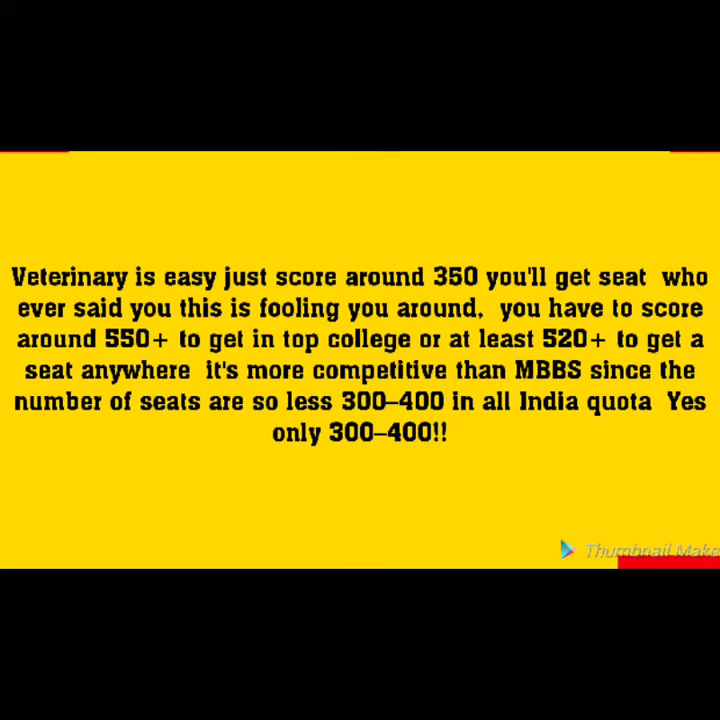 Veterinary is easy just score around 350 you'll get seat who
ever said you this is fooling you around, you have to score
around 550+ to get in top college or at least 520+ to get a
seat anywhere it's more competitive than MBBS since the
number of seats are so less 300-400 in all India quota Yes
only 300-400!!
Thumbnail Make